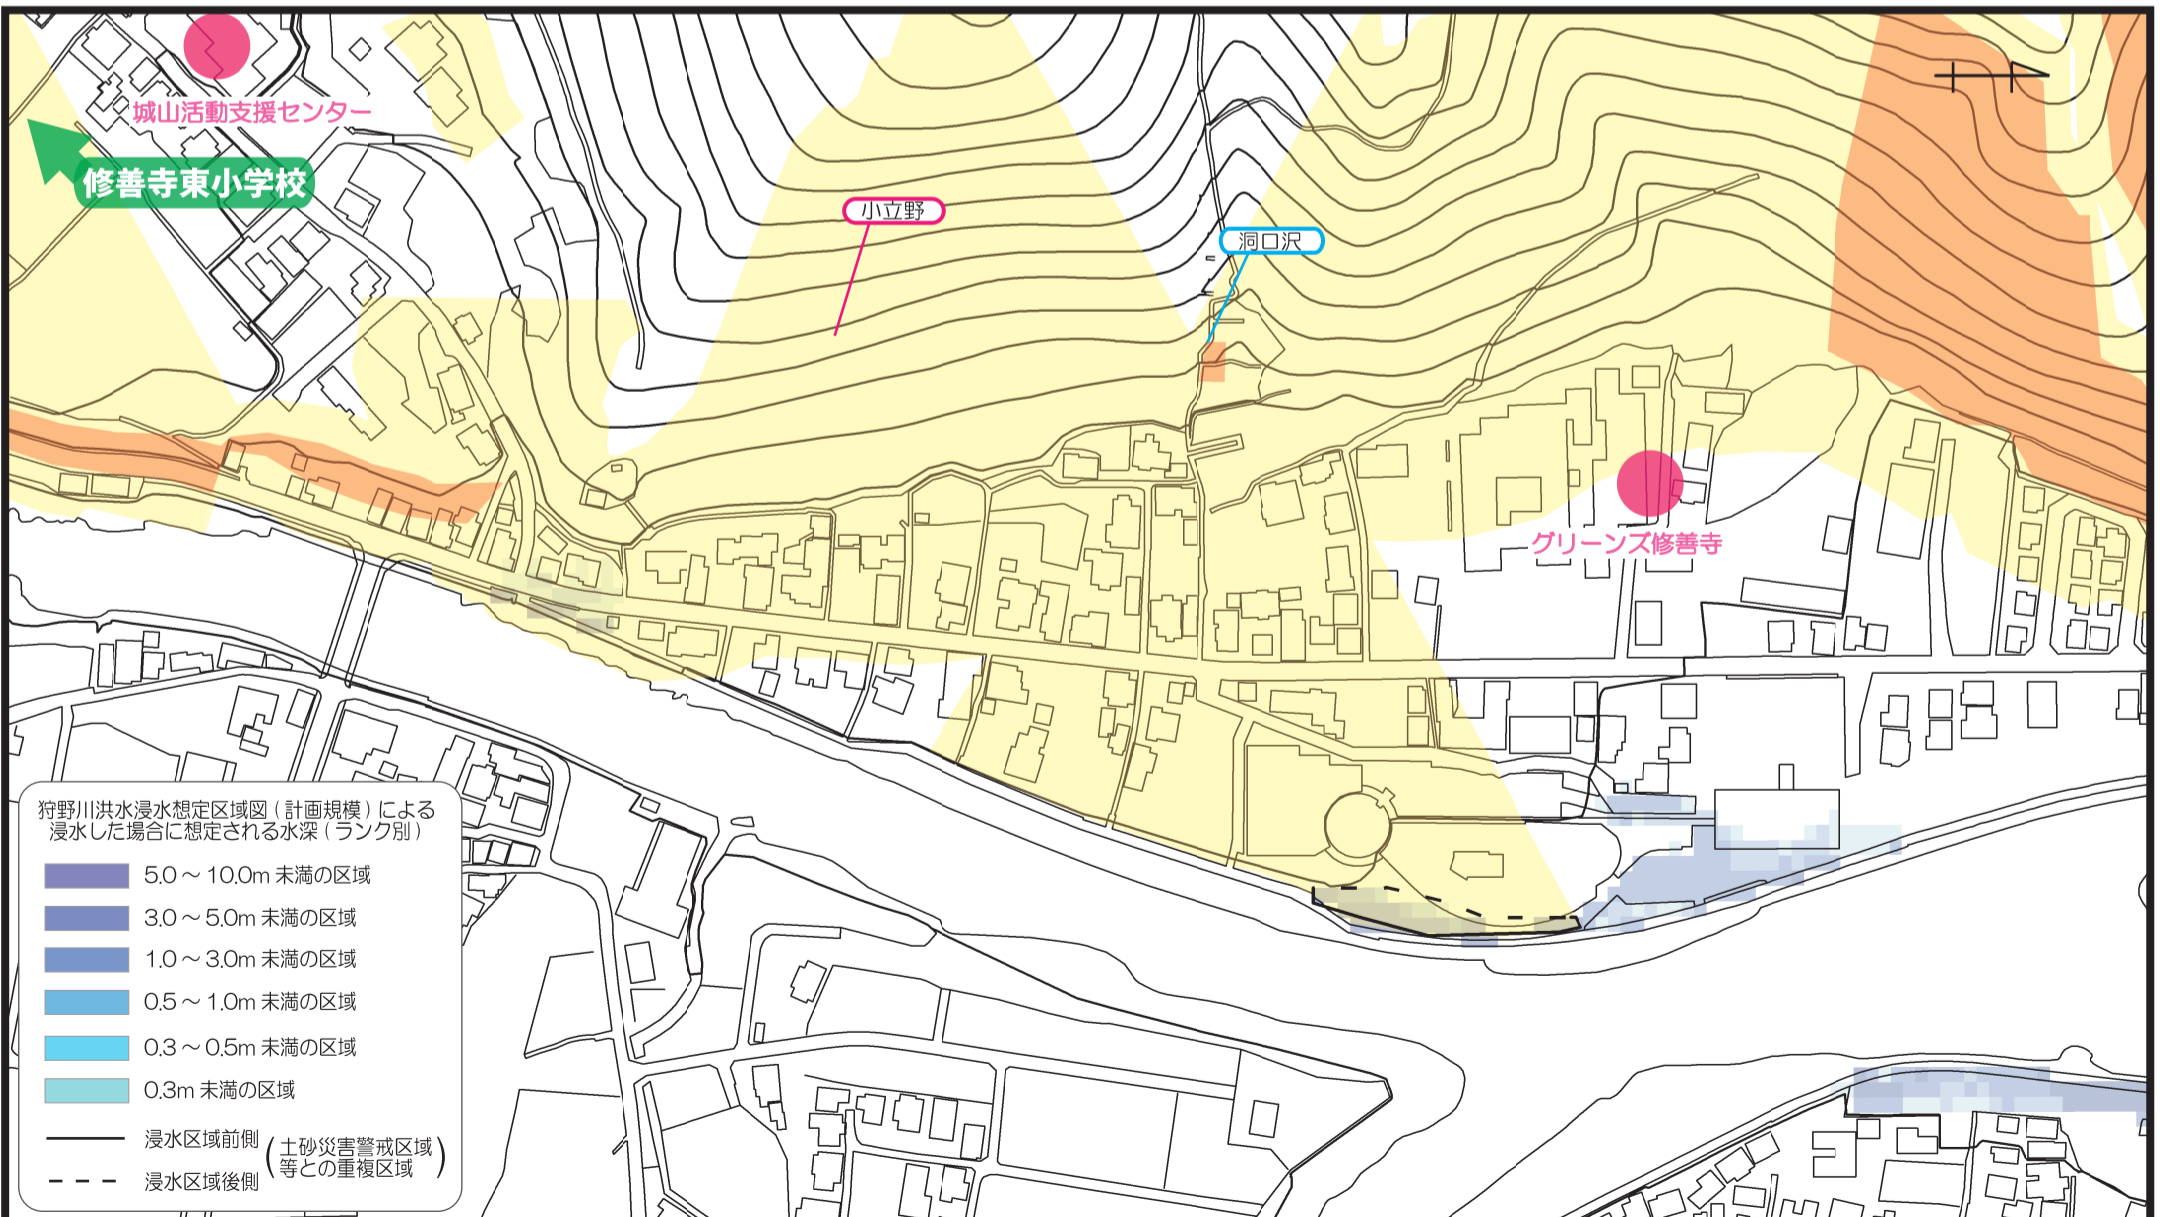 城山活動支援センター
修善寺東小学校
小立野
洞口沢
グリーンズ修善寺
狩野川洪水浸水想定区域図(計画規模)による
浸水した場合に想定される水深(ランク別)
5.0～10.0m 未満の区域
3.0～5.0m 未満の区域
1.0～3.0m 未満の区域
0.5～1.0m 未満の区域
0.3～0.5m 未満の区域
0.3m 未満の区域
浸水区域前側
浸水区域後側
(土砂災害警戒区域
等との重複区域)